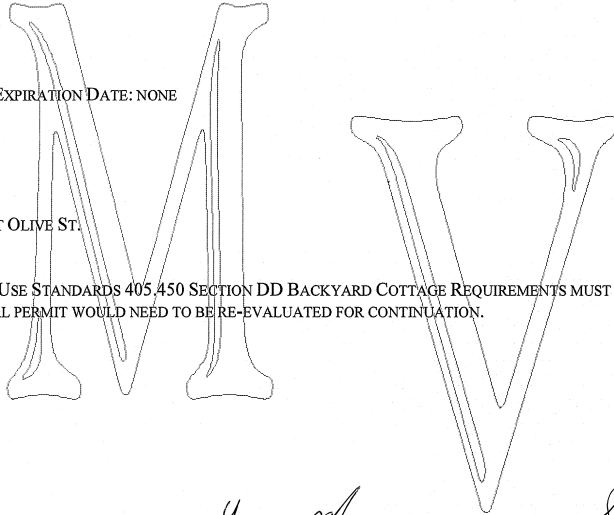 EXPIRATION DATE: NONE
OLIVE ST.
USE STANDARDS 405.450 SECTION DD BACKYARD COTTAGE REQUIREMENTS MUST
PERMIT WOULD NEED TO BE RE-EVALUATED FOR CONTINUATION.
MV